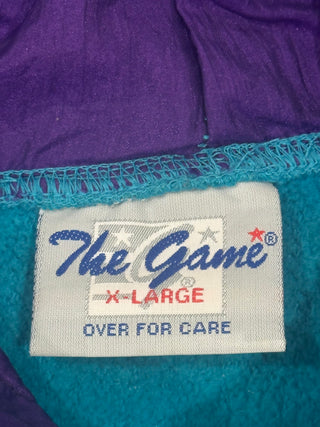 The Game®
®
X-LARGE
OVER FOR CARE